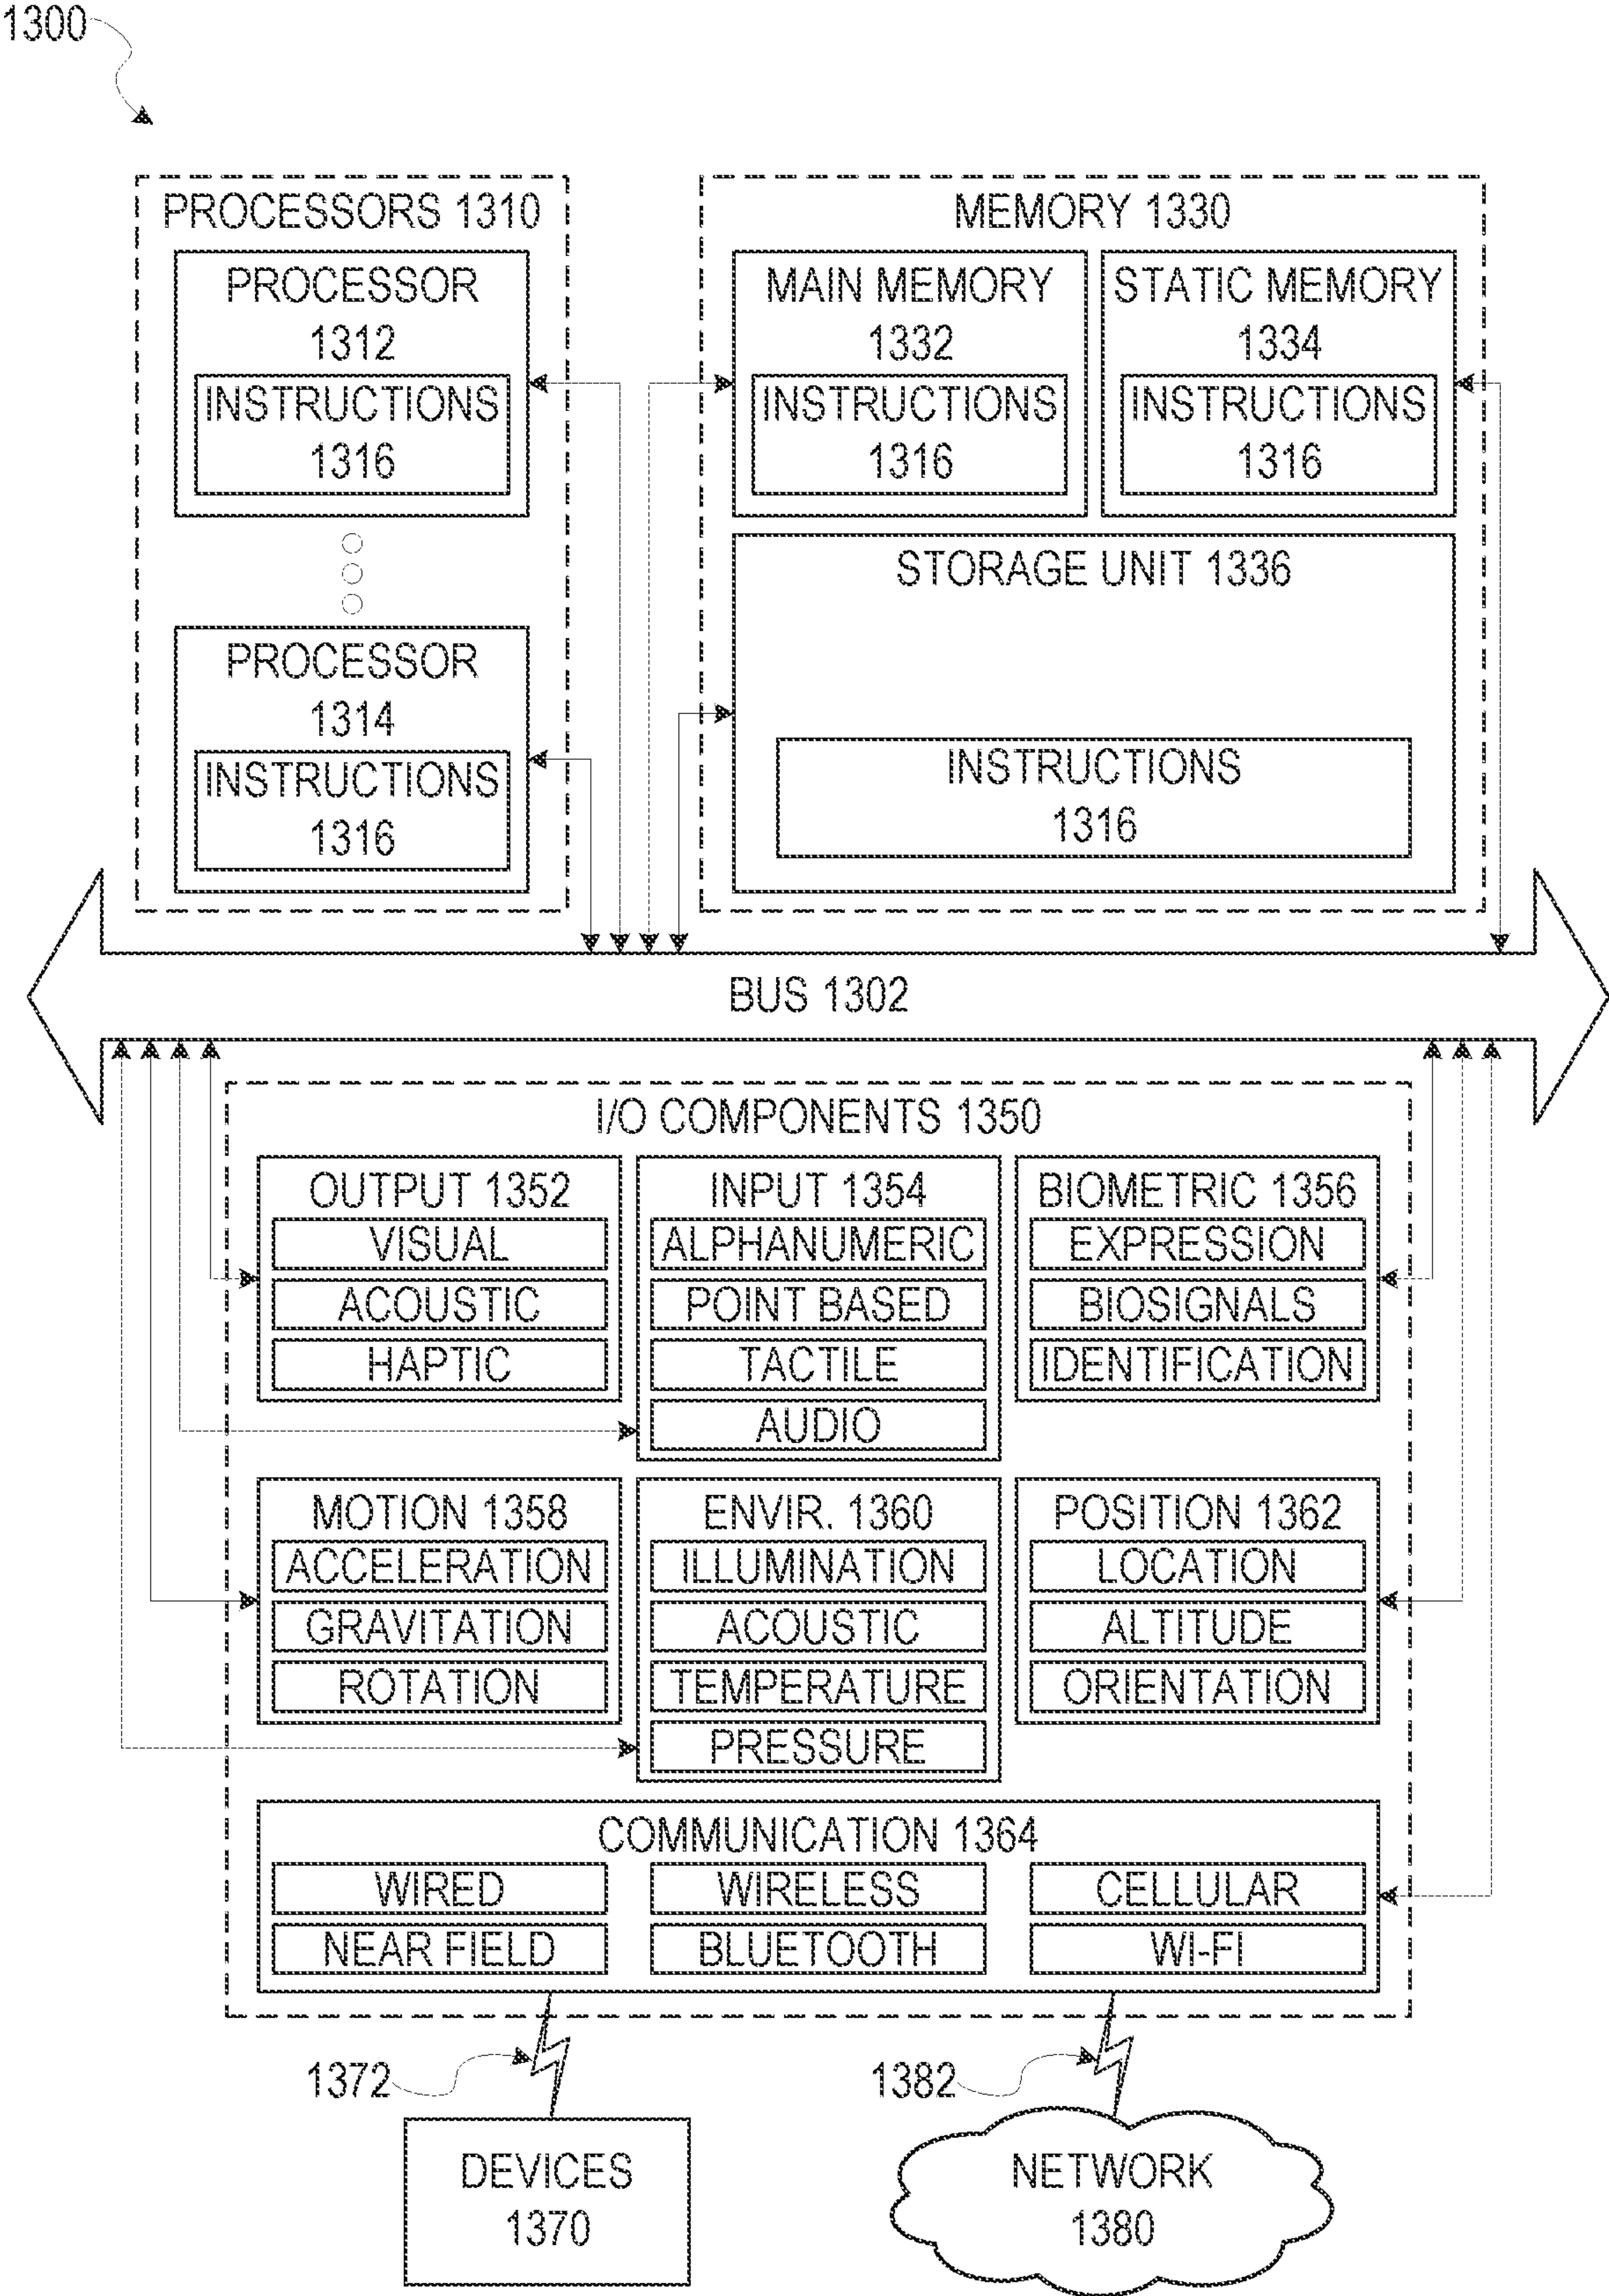 1300
PROCESSORS 1310
PROCESSOR
1312
INSTRUCTIONS
1316
PROCESSOR
1314
INSTRUCTIONS
1316
MEMORY 1330
MAIN MEMORY
1332
INSTRUCTIONS
1316
STATIC MEMORY
1334
INSTRUCTIONS
1316
STORAGE UNIT 1336
INSTRUCTIONS
1316
BUS 1302
I/O COMPONENTS 1350
OUTPUT 1352
VISUAL
ACOUSTIC
HAPTIC
INPUT 1354
ALPHANUMERIC
POINT BASED
TACTILE
AUDIO
BIOMETRIC 1356
EXPRESSION
BIOSIGNALS
IDENTIFICATION
MOTION 1358
ACCELERATION
GRAVITATION
ROTATION
ENVIR. 1360
ILLUMINATION
ACOUSTIC
TEMPERATURE
PRESSURE
POSITION 1362
LOCATION
ALTITUDE
ORIENTATION
COMMUNICATION 1364
WIRED
WIRELESS
CELLULAR
NEAR FIELD
BLUETOOTH
WI-FI
1372
1382
DEVICES
1370
NETWORK
1380